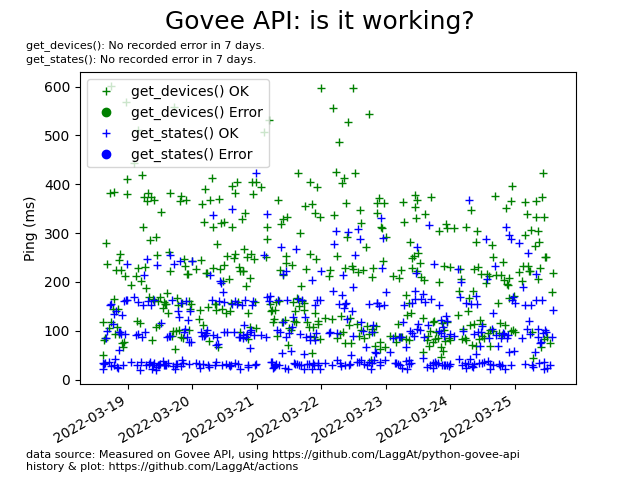 Govee API: is it working?
get_devices(): No recorded error in 7 days.
get_states(): No recorded error in 7 days.
get_devices() OK
get_devices() Error
get_states() OK
get_states() Error
Ping (ms)
600
500
400
300
200
100
0
2022-03-19
2022-03-20
2022-03-21
2022-03-22
2022-03-23
2022-03-24
2022-03-25
data source: Measured on Govee API, using https://github.com/LaggAt/python-govee-api
history & plot: https://github.com/LaggAt/actions